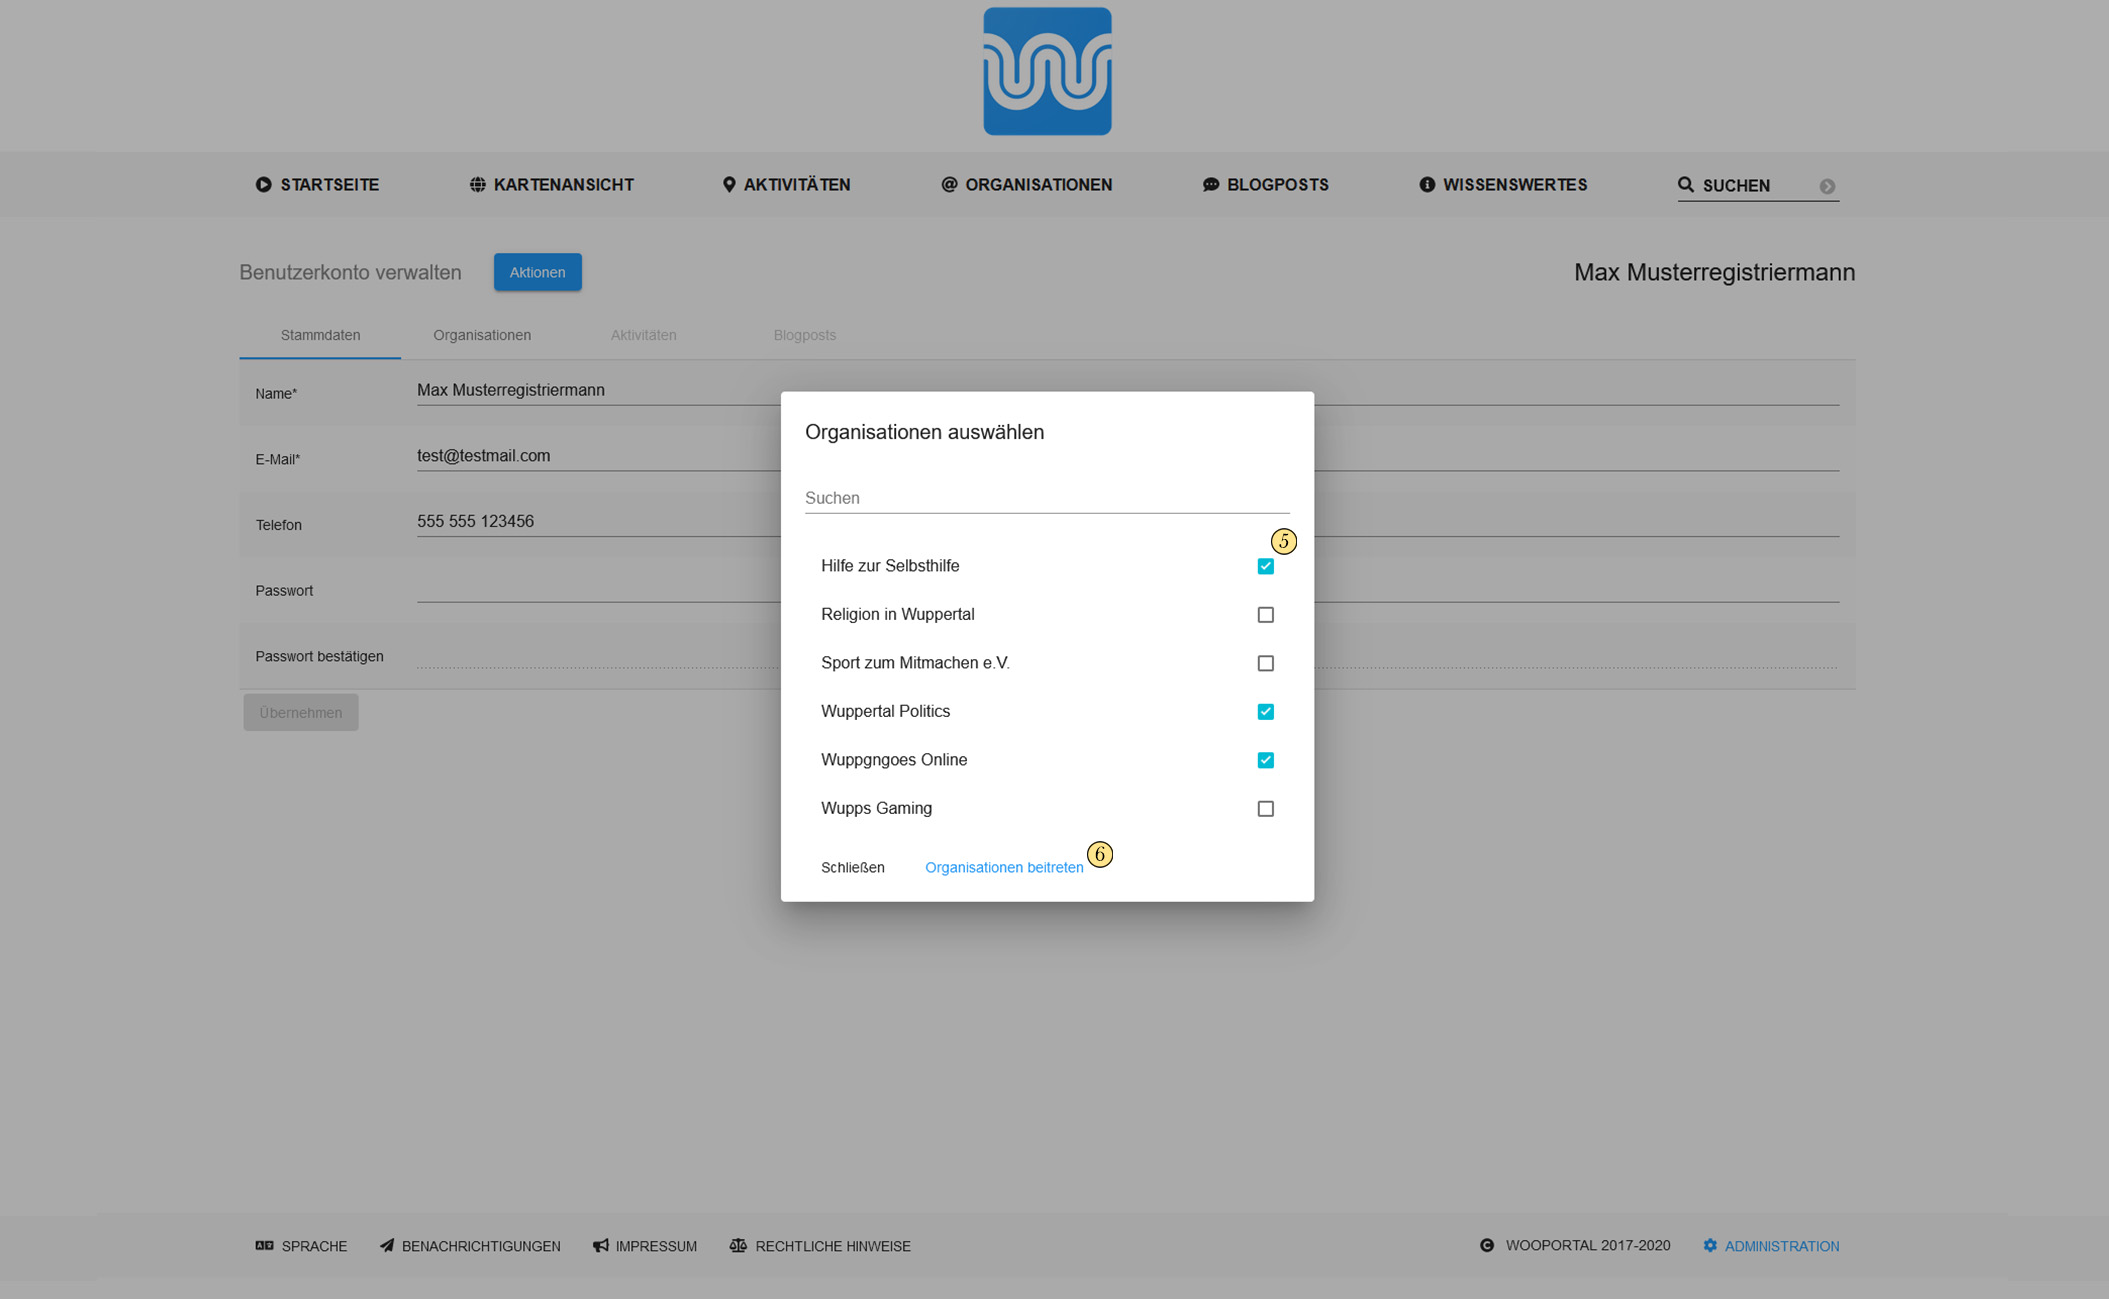 STARTSEITE KARTENANSICHT AKTIVITÄTEN ORGANISATIONEN BLOGPOSTS WISSENSWERTES SUCHEN
Benutzerkonto verwalten Aktionen Max Musterregistriermann
Stammdaten Organisationen Aktivitäten Blogposts
Name* Max Musterregistriermann
E-Mail* test@testmail.com
Telefon 555 555 123456
Passwort
Passwort bestätigen
Übernehmen
Organisationen auswählen
Suchen
5
Hilfe zur Selbsthilfe
Religion in Wuppertal
Sport zum Mitmachen e.V.
Wuppertal Politics
Wuppgngoes Online
Wupps Gaming
Schließen Organisationen beitreten 6
SPRACHE BENACHRICHTIGUNGEN IMPRESSUM RECHTLICHE HINWEISE WOOPORTAL 2017-2020 ADMINISTRATION